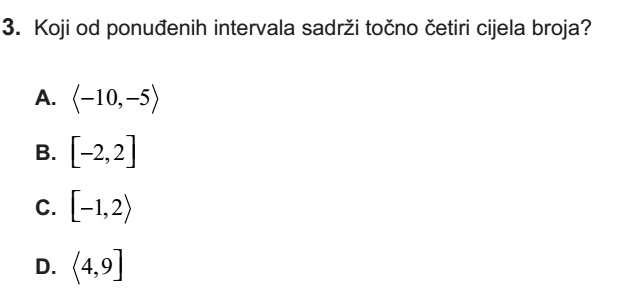 3. Koji od ponuđenih intervala sadrži točno četiri cijela broja?
A. ⟨−10,−5⟩
B. [−2,2]
C. [−1,2⟩
D. ⟨4,9]